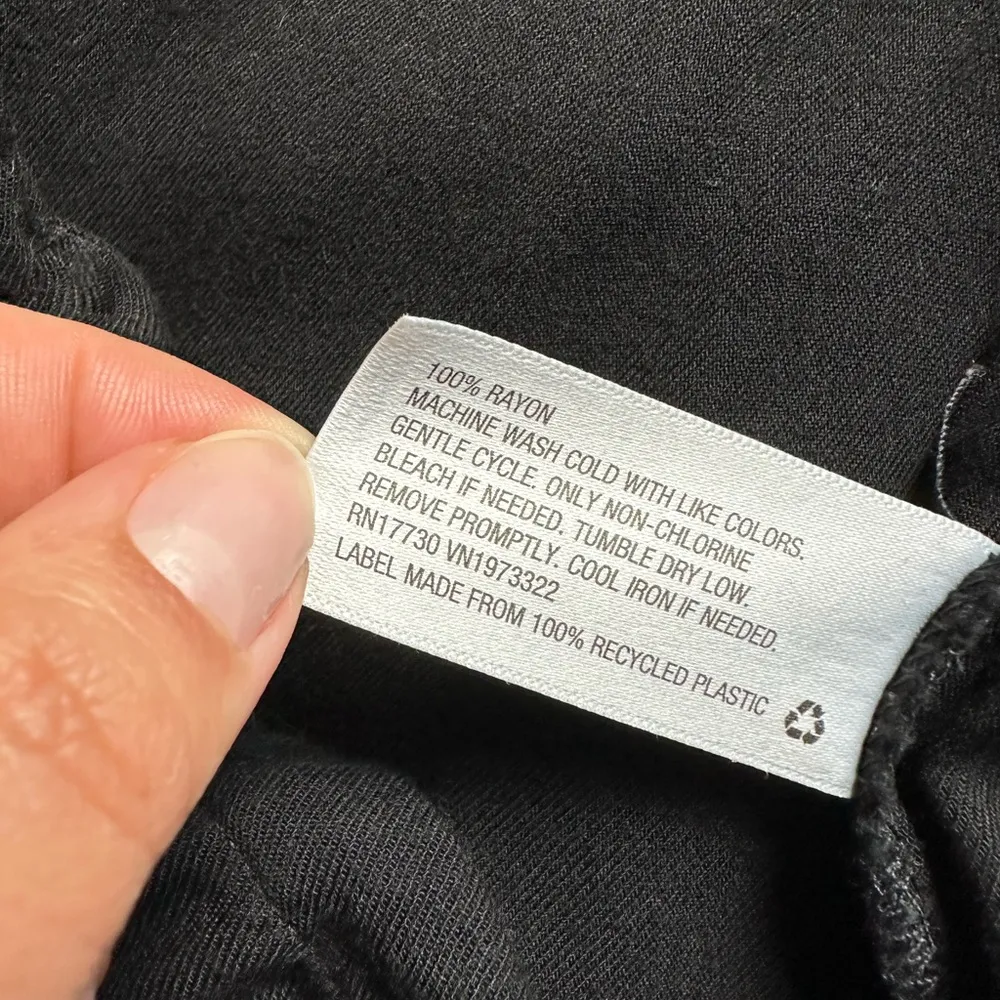 100% RAYON
MACHINE WASH COLD WITH LIKE COLORS.
GENTLE CYCLE. ONLY NON-CHLORINE
BLEACH IF NEEDED. TUMBLE DRY LOW.
REMOVE PROMPTLY. COOL IRON IF NEEDED.
RN17730 VN1973322
LABEL MADE FROM 100% RECYCLED PLASTIC